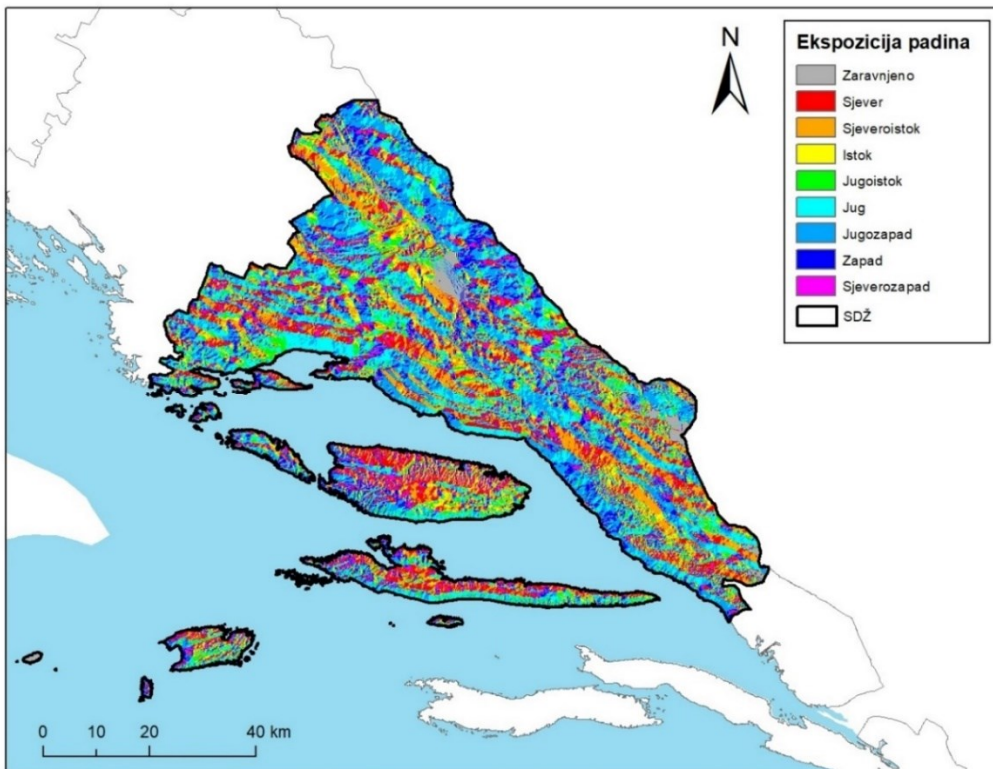 N
Ekspozicija padina
Zaravnjeno
Sjever
Sjeveroistok
Istok
Jugoistok
Jug
Jugozapad
Zapad
Sjeverozapad
SDŽ
0 10 20 40 km